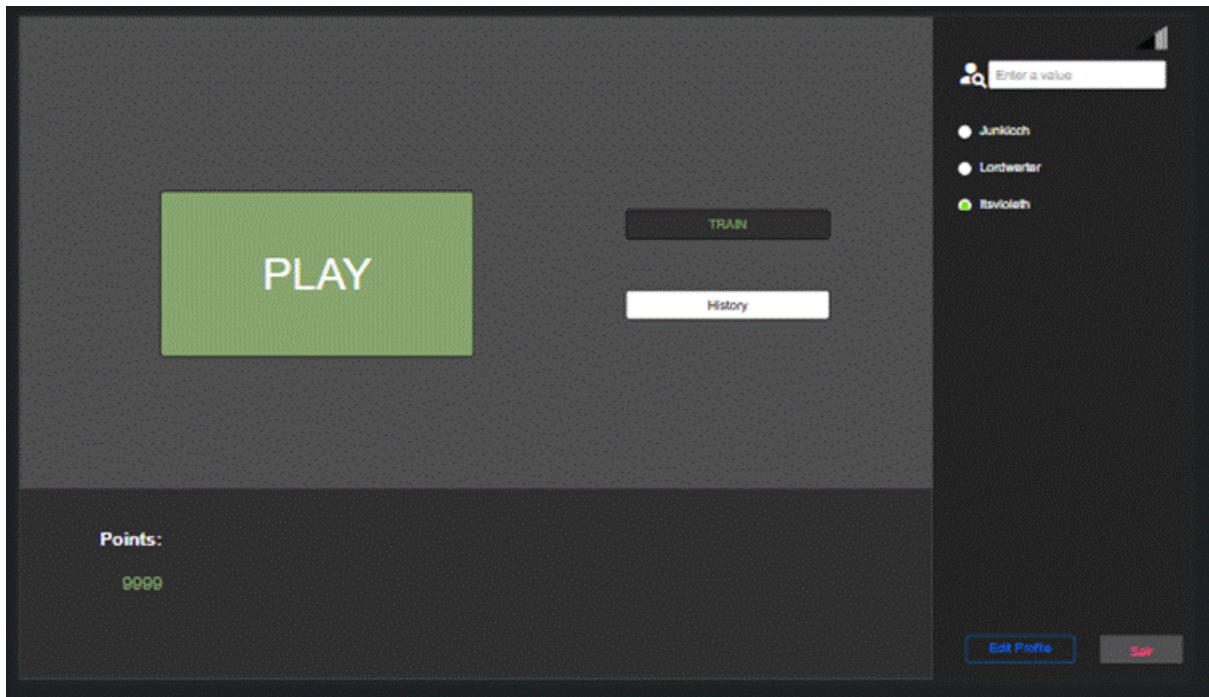 Enter a value
Junkicch
Lordwerter
Itsvioleth
PLAY
TRAIN
History
Points:
9999
Edit Profile
Sair